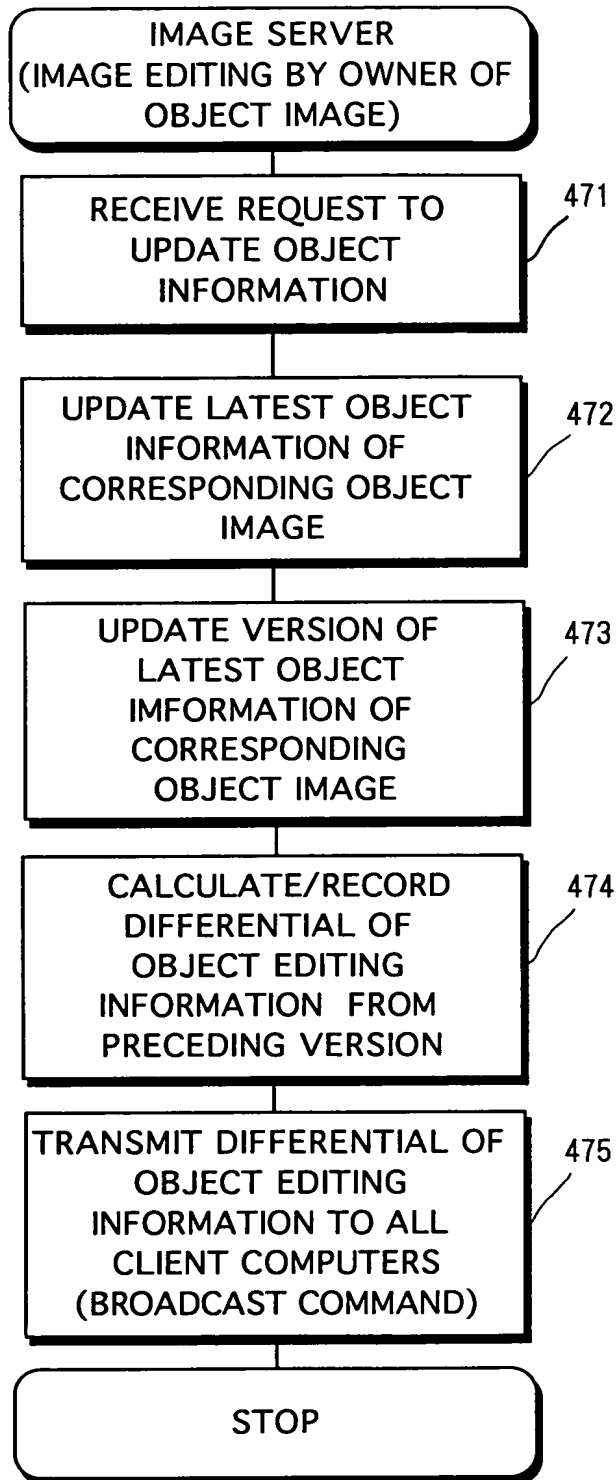 IMAGE SERVER
(IMAGE EDITING BY OWNER OF
OBJECT IMAGE)
RECEIVE REQUEST TO
UPDATE OBJECT
INFORMATION
471
UPDATE LATEST OBJECT
INFORMATION OF
CORRESPONDING OBJECT
IMAGE
472
UPDATE VERSION OF
LATEST OBJECT
IMFORMATION OF
CORRESPONDING
OBJECT IMAGE
473
CALCULATE/RECORD
DIFFERENTIAL OF
OBJECT EDITING
INFORMATION FROM
PRECEDING VERSION
474
TRANSMIT DIFFERENTIAL OF
OBJECT EDITING
INFORMATION TO ALL
CLIENT COMPUTERS
(BROADCAST COMMAND)
475
STOP